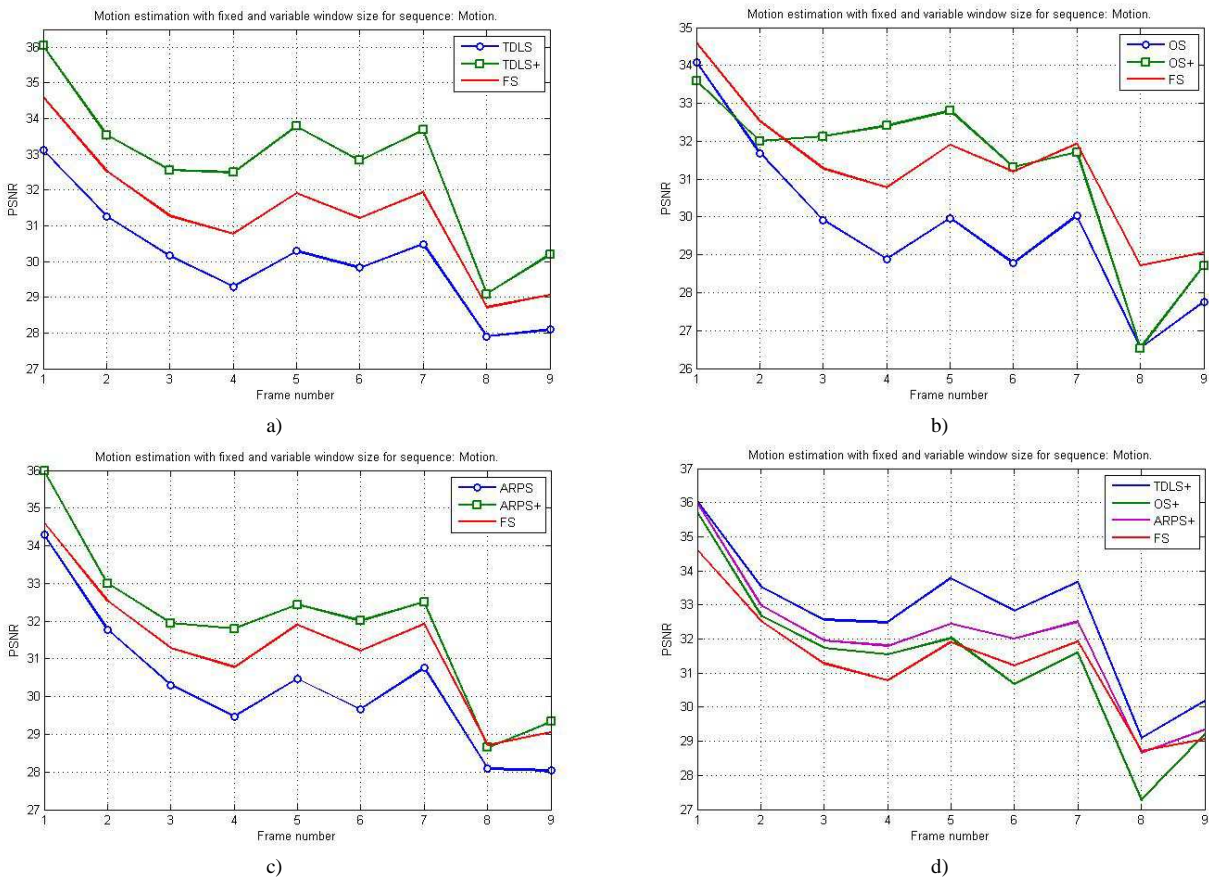 Motion estimation with fixed and variable window size for sequence: Motion.
36
35
34
33
32
31
30
29
28
27
PSNR
TDLS
TDLS+
FS
1 2 3 4 5 6 7 8 9
Frame number
a)
Motion estimation with fixed and variable window size for sequence: Motion.
35
34
33
32
31
30
29
28
27
26
PSNR
OS
OS+
FS
1 2 3 4 5 6 7 8 9
Frame number
b)
Motion estimation with fixed and variable window size for sequence: Motion.
36
35
34
33
32
31
30
29
28
27
PSNR
ARPS
ARPS+
FS
1 2 3 4 5 6 7 8 9
Frame number
c)
Motion estimation with fixed and variable window size for sequence: Motion.
37
36
35
34
33
32
31
30
29
28
27
PSNR
TDLS+
OS+
ARPS+
FS
1 2 3 4 5 6 7 8 9
Frame number
d)